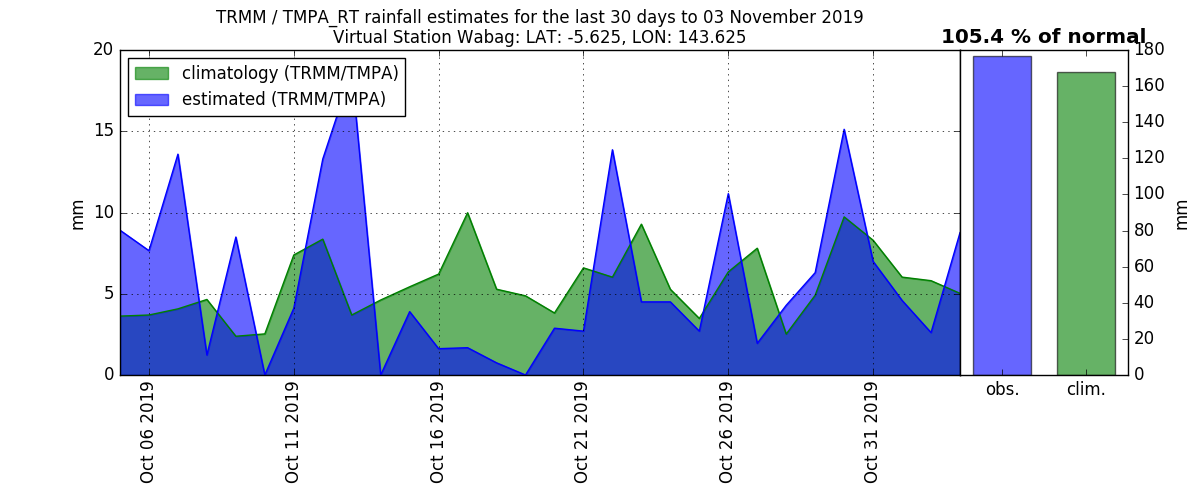 TRMM / TMPA_RT rainfall estimates for the last 30 days to 03 November 2019
Virtual Station Wabag: LAT: -5.625, LON: 143.625
105.4 % of normal
climatology (TRMM/TMPA)
estimated (TRMM/TMPA)
mm
20
15
10
5
0
Oct 06 2019
Oct 11 2019
Oct 16 2019
Oct 21 2019
Oct 26 2019
Oct 31 2019
obs.
clim.
180
160
140
120
100
80
60
40
20
0
mm